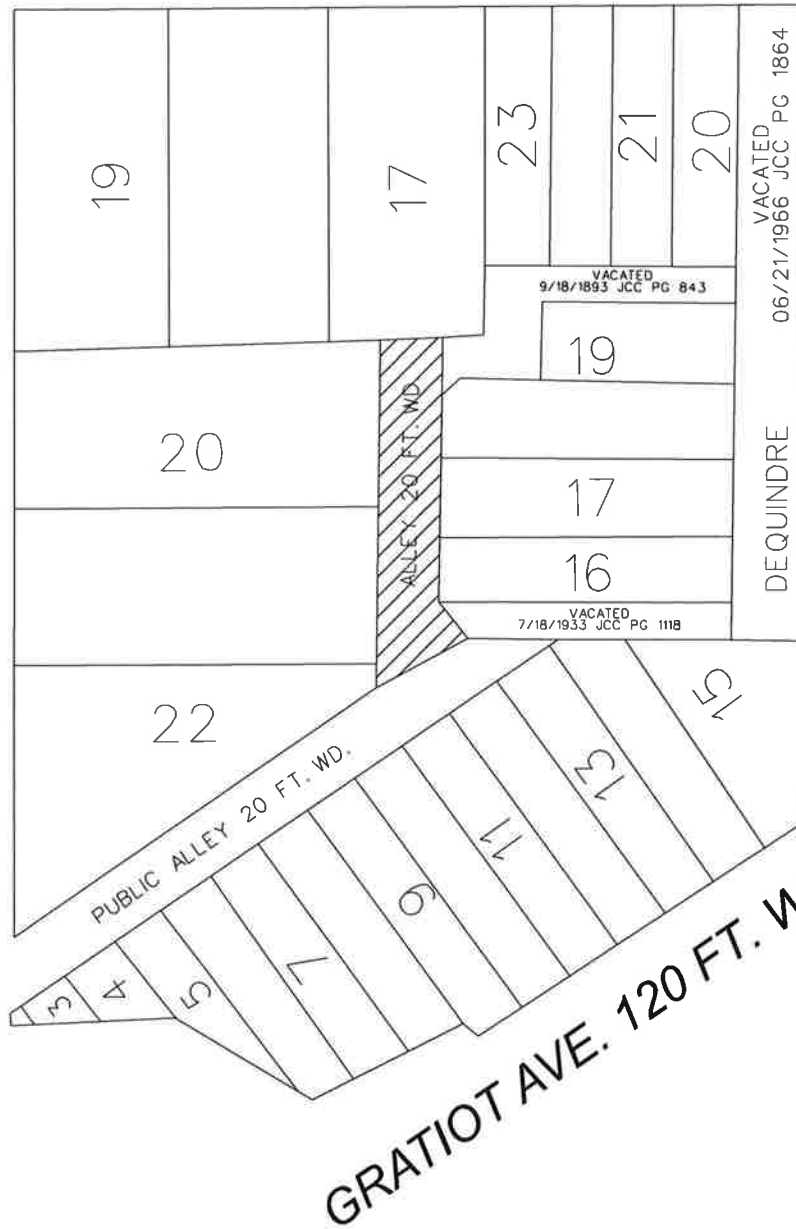 19
17
23
21
20
VACATED
06/21/1966 JCC PG 1864
VACATED
9/18/1893 JCC PG 843
19
20
ALLEY 20 FT. WD.
17
DEQUINDRE
16
VACATED
7/18/1933 JCC PG 1118
22
15
PUBLIC ALLEY 20 FT. WD.
13
11
9
7
5
4
3
GRATIOT AVE. 120 FT.